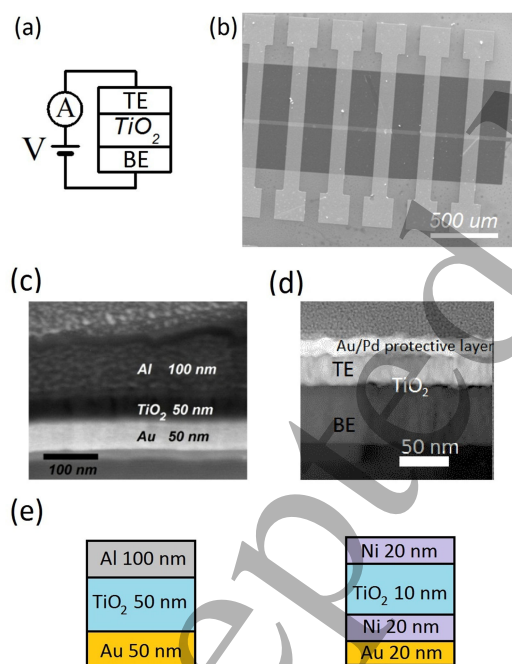 (a)
A
V
TE
TiO2
BE
(b)
500 um
(c)
Al 100 nm
TiO2 50 nm
Au 50 nm
100 nm
(d)
Au/Pd protective layer
TE
TiO2
BE
50 nm
(e)
Al 100 nm
TiO2 50 nm
Au 50 nm
Ni 20 nm
TiO2 10 nm
Ni 20 nm
Au 20 nm